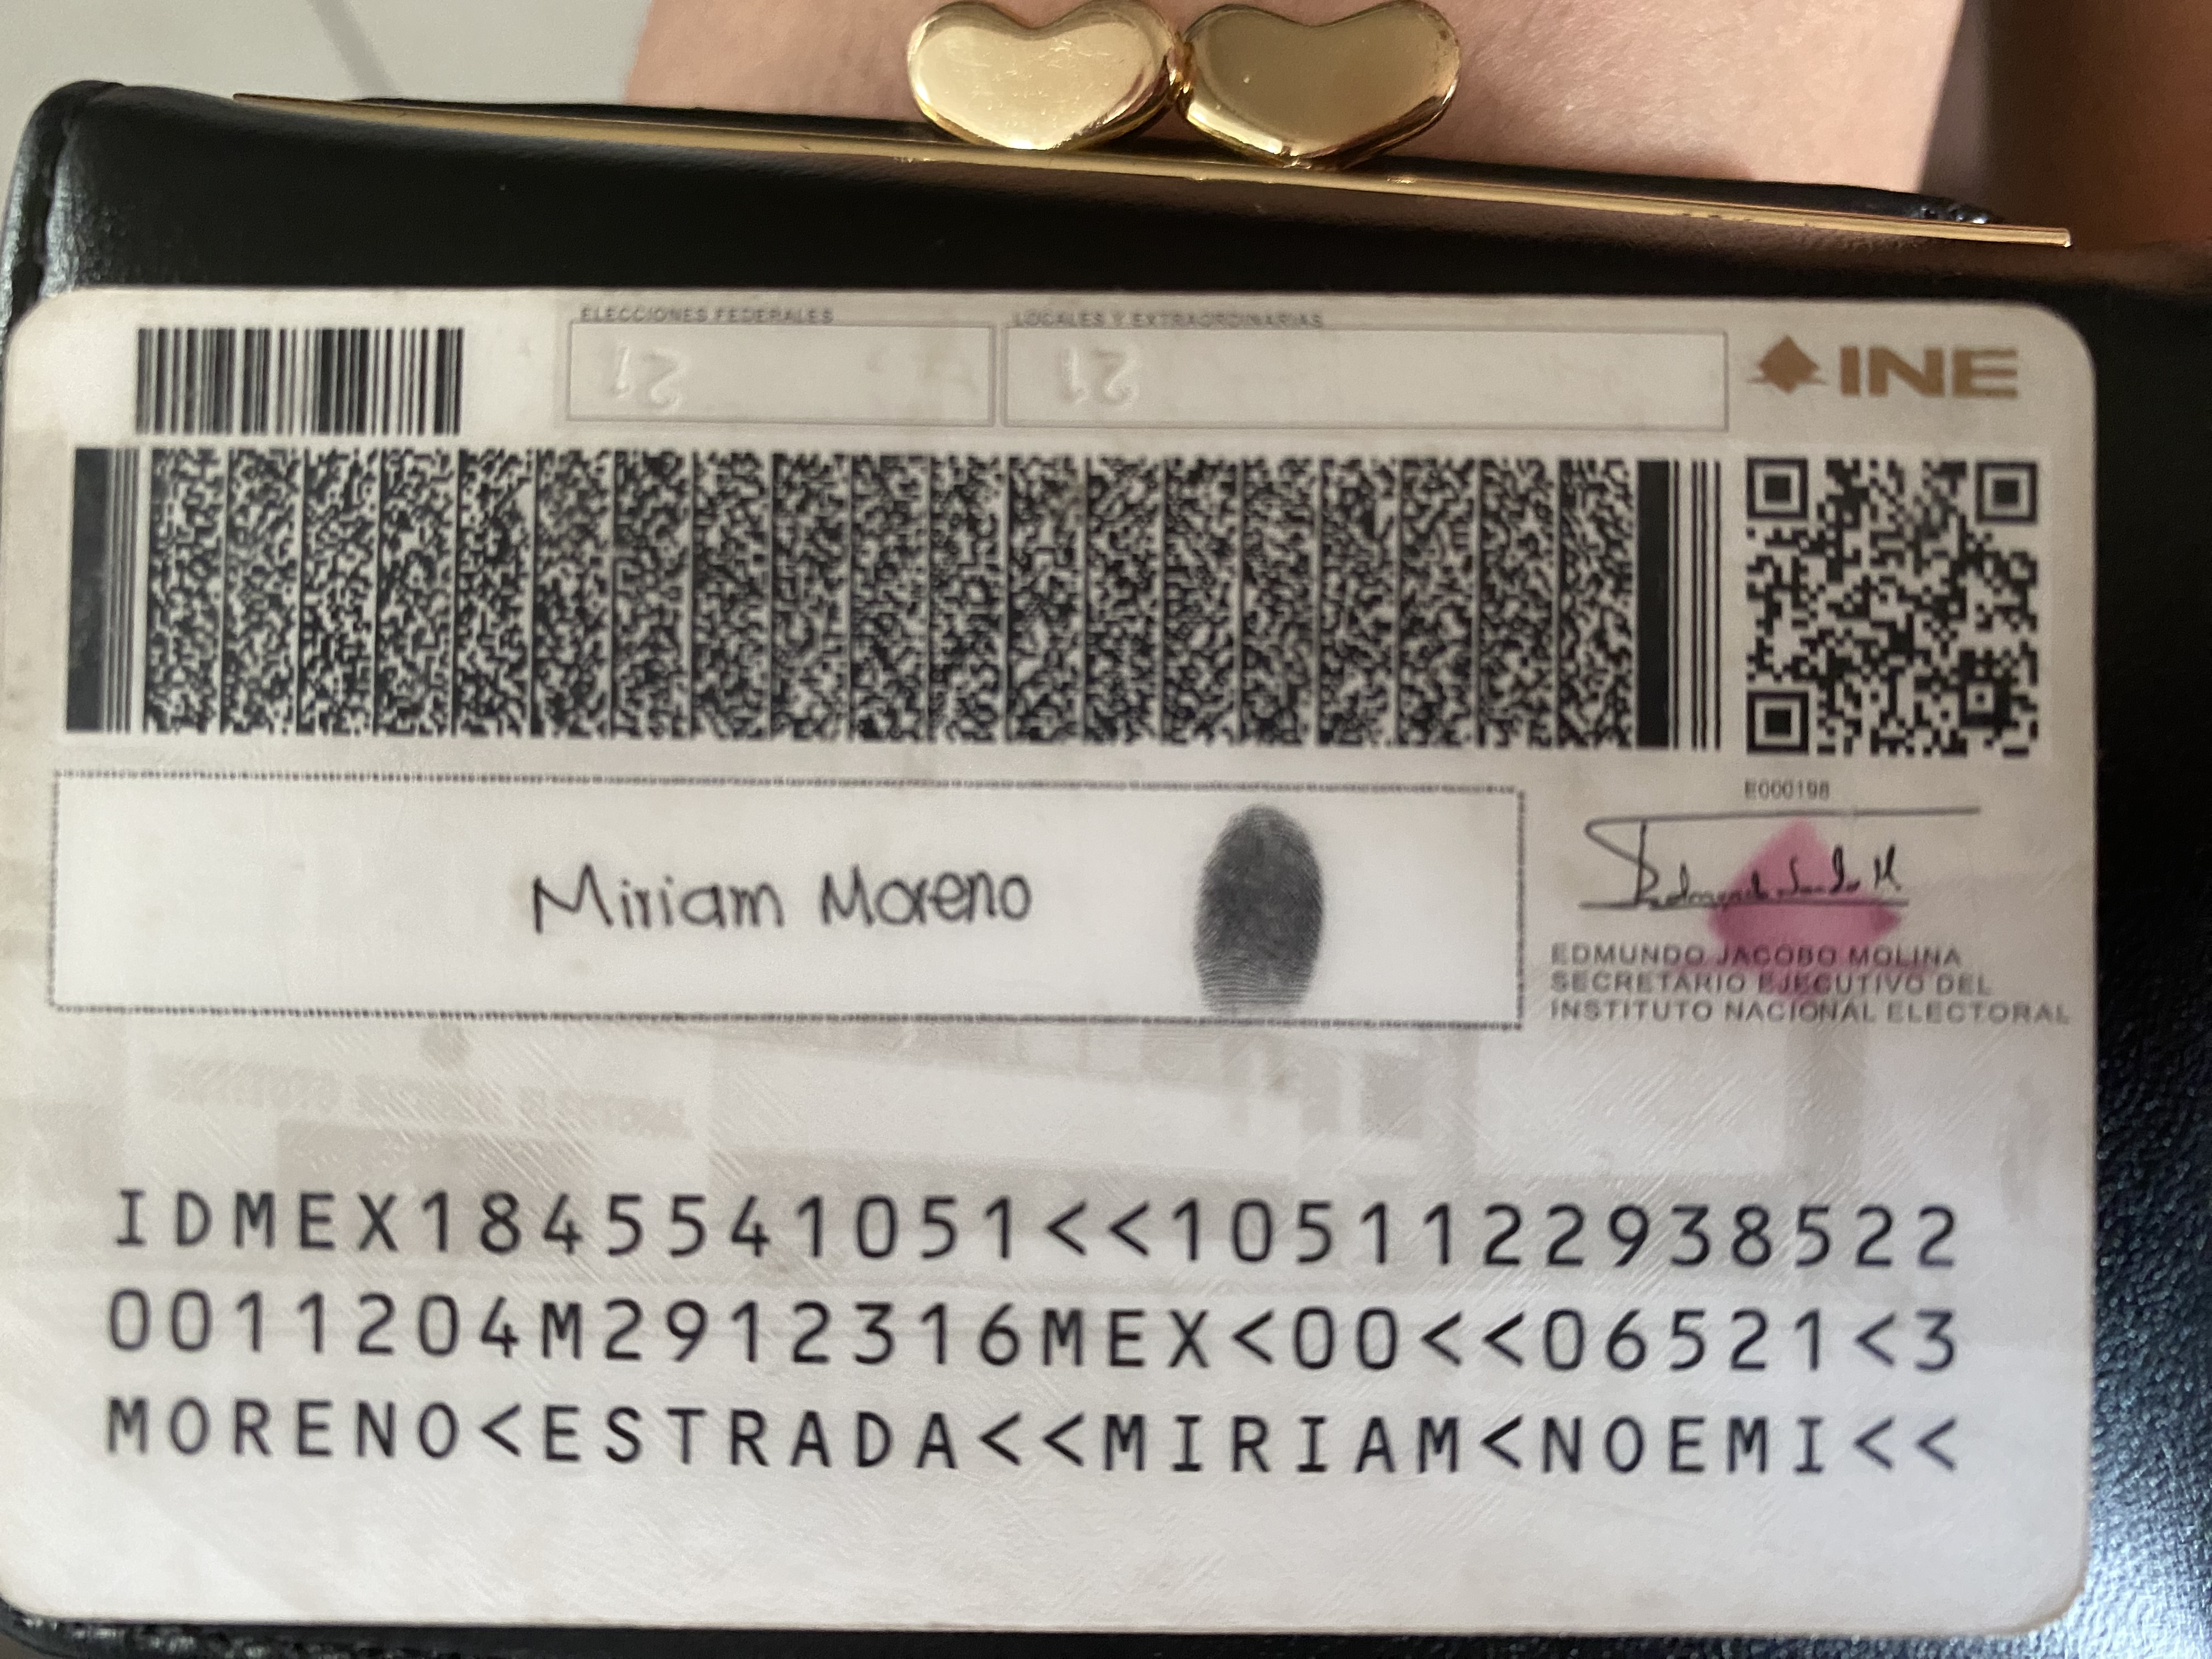 ELECCIONES FEDERALES
LOCALES Y EXTRAORDINARIAS
21
21
INE
E000198
Miriam Moreno
EDMUNDO JACOBO MOLINA
SECRETARIO EJECUTIVO DEL
INSTITUTO NACIONAL ELECTORAL
IDMEX1845541051<<1051122938522
0011204M2912316MEX<00<<06521<3
MORENO<ESTRADA<<MIRIAM<NOEMI<<